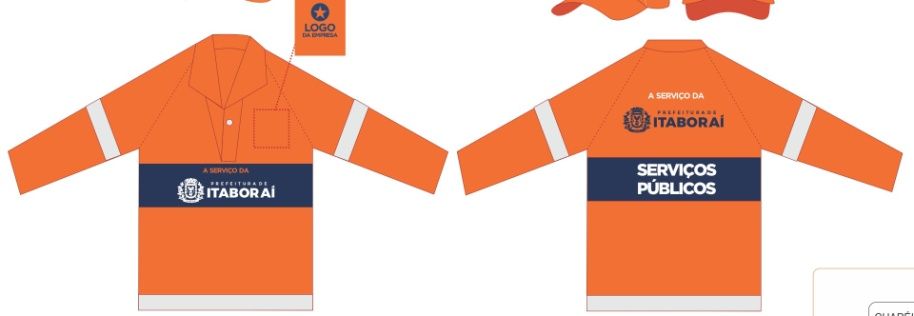 LOGO
DA EMPRESA
A SERVIÇO DA
PREFEITURA DE
ITABORAÍ
A SERVIÇO DA
PREFEITURA DE
ITABORAÍ
SERVIÇOS
PÚBLICOS